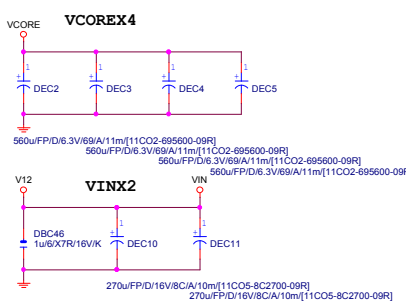 VCOREX4
VCORE
1 1 1 1
+ + + +
DEC2 DEC3 DEC4 DEC5
560u/FP/D/6.3V/69/A/11m/[11CO2-695600-09R]
560u/FP/D/6.3V/69/A/11m/[11CO2-695600-09R]
560u/FP/D/6.3V/69/A/11m/[11CO2-695600-09R]
560u/FP/D/6.3V/69/A/11m/[11CO2-695600-09R
V12 VINX2 VIN
1 1
+ +
DBC46
1u/6/X7R/16V/K DEC10 DEC11
270u/FP/D/16V/8C/A/10m/[11CO5-8C2700-09R]
270u/FP/D/16V/8C/A/10m/[11CO5-8C2700-09R]